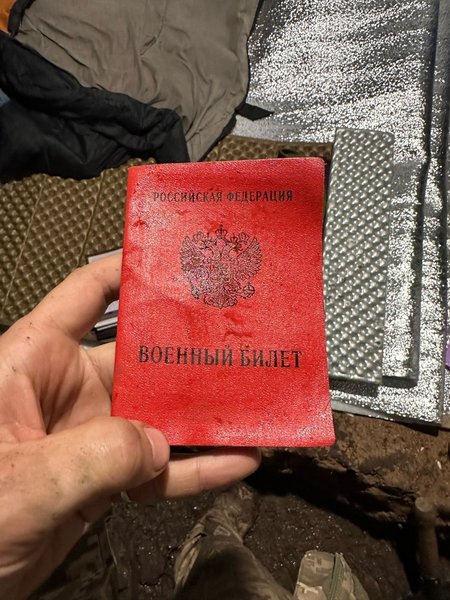 РОССИЙСКАЯ ФЕДЕРАЦИЯ
ВОЕННЫЙ БИЛЕТ